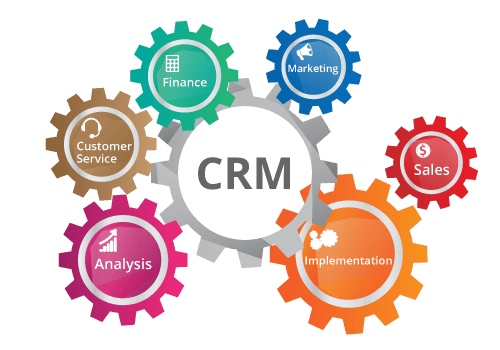 Finance
Marketing
Customer
Service
CRM
$
Sales
Analysis
Implementation